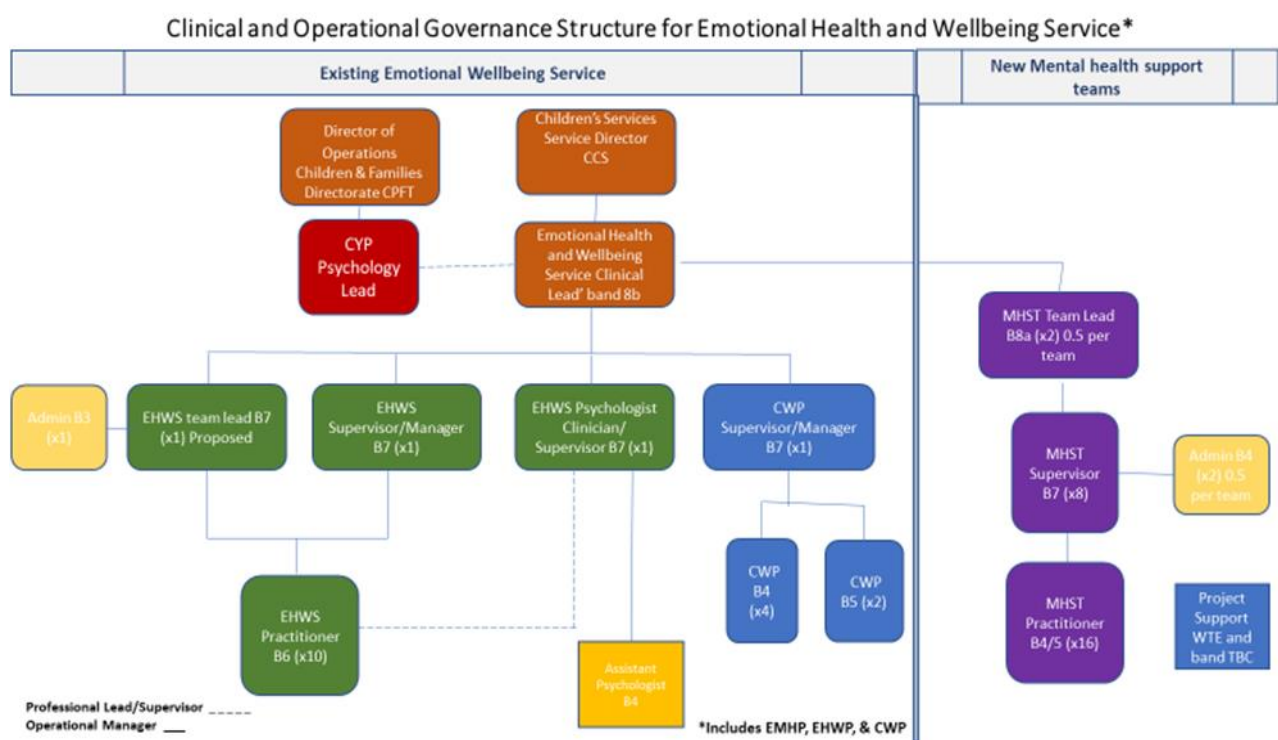 Clinical and Operational Governance Structure for Emotional Health and Wellbeing Service*
Existing Emotional Wellbeing Service
New Mental health support
teams
Director of
Operations
Children & Families
Directorate CPFT
Children's Services
Service Director
CCS
CYP
Psychology
Lead
Emotional Health
and Wellbeing
Service Clinical
Lead' band 8b
MHST Team Lead
B8a (x2) 0.5 per
team
Admin B3
(x1)
EHWS team lead B7
(x1) Proposed
EHWS
Supervisor/Manager
B7 (x1)
EHWS Psychologist
Clinician/
Supervisor B7 (x1)
CWP
Supervisor/Manager
B7 (x1)
MHST
Supervisor
B7 (x8)
Admin B4
(x2) 0.5
per team
CWP
B4
(x4)
CWP
B5 (x2)
EHWS
Practitioner
B6 (x10)
Assistant
Psychologist
B4
MHST
Practitioner
B4/5 (x16)
Project
Support
WTE and
band TBC
Professional Lead/Supervisor _ _ _ _ _
Operational Manager ___
*Includes EMHP, EHWP, & CWP